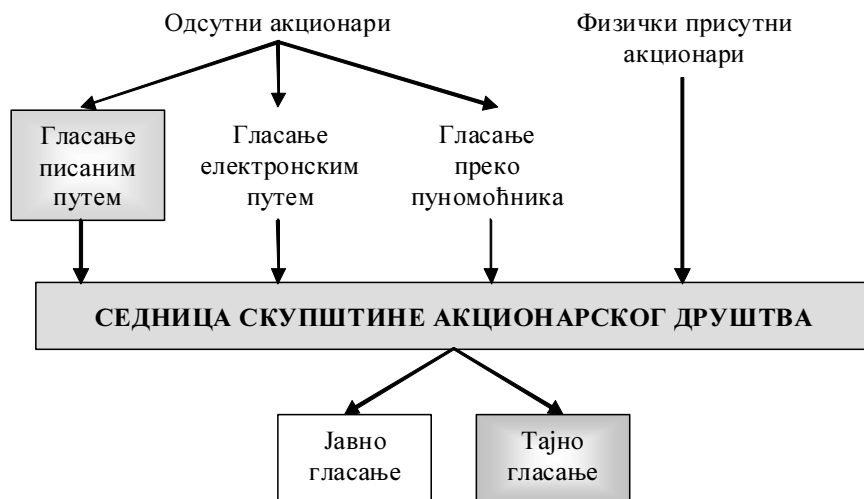 Одсутни акционари
Физички присутни
акционари
Гласање
писаним
путем
Гласање
електронским
путем
Гласање
преко
пуномоћника
СЕДНИЦА СКУПШТИНЕ АКЦИОНАРСКОГ ДРУШТВА
Јавно
гласање
Тајно
гласање